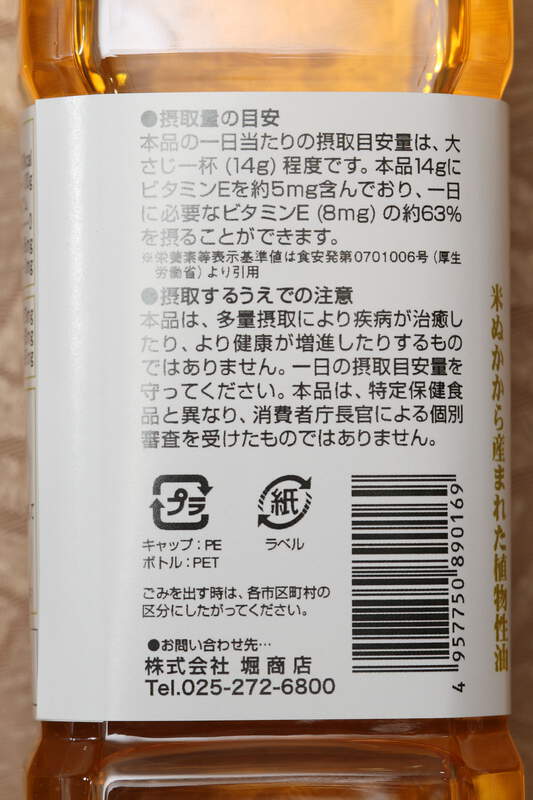 ●摂取量の目安
本品の一日当たりの摂取目安量は、大
さじ一杯 (14g) 程度です。本品14gに
ビタミンEを約5mg含んでおり、一日
に必要なビタミンE (8mg) の約63%
を摂ることができます。
※栄養素等表示基準値は食安発第0701006号 (厚生
労働省) より引用
●摂取するうえでの注意
本品は、多量摂取により疾病が治癒し
たり、より健康が増進したりするもの
ではありません。一日の摂取目安量を
守ってください。本品は、特定保健食
品と異なり、消費者庁長官による個別
審査を受けたものではありません。
プラ
紙
キャップ:PE
ボトル:PET
ラベル
ごみを出す時は、各市区町村の
区分にしたがってください。
●お問い合わせ先…
株式会社 堀商店
Tel.025-272-6800
4 957750 890169
米ぬかから産まれた植物性油